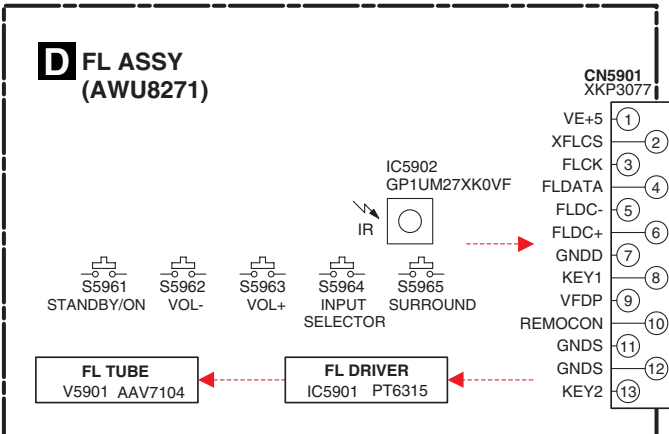 D FL ASSY
(AWU8271)
CN5901
XKP3077
VE+5 1
XFLCS 2
FLCK 3
FLDATA 4
FLDC- 5
FLDC+ 6
GNDD 7
KEY1 8
VFDP 9
REMOCON 10
GNDS 11
GNDS 12
KEY2 13
IC5902
GP1UM27XK0VF
IR
S5961
STANDBY/ON
S5962
VOL-
S5963
VOL+
S5964
INPUT
SELECTOR
S5965
SURROUND
FL TUBE
V5901 AAV7104
FL DRIVER
IC5901 PT6315